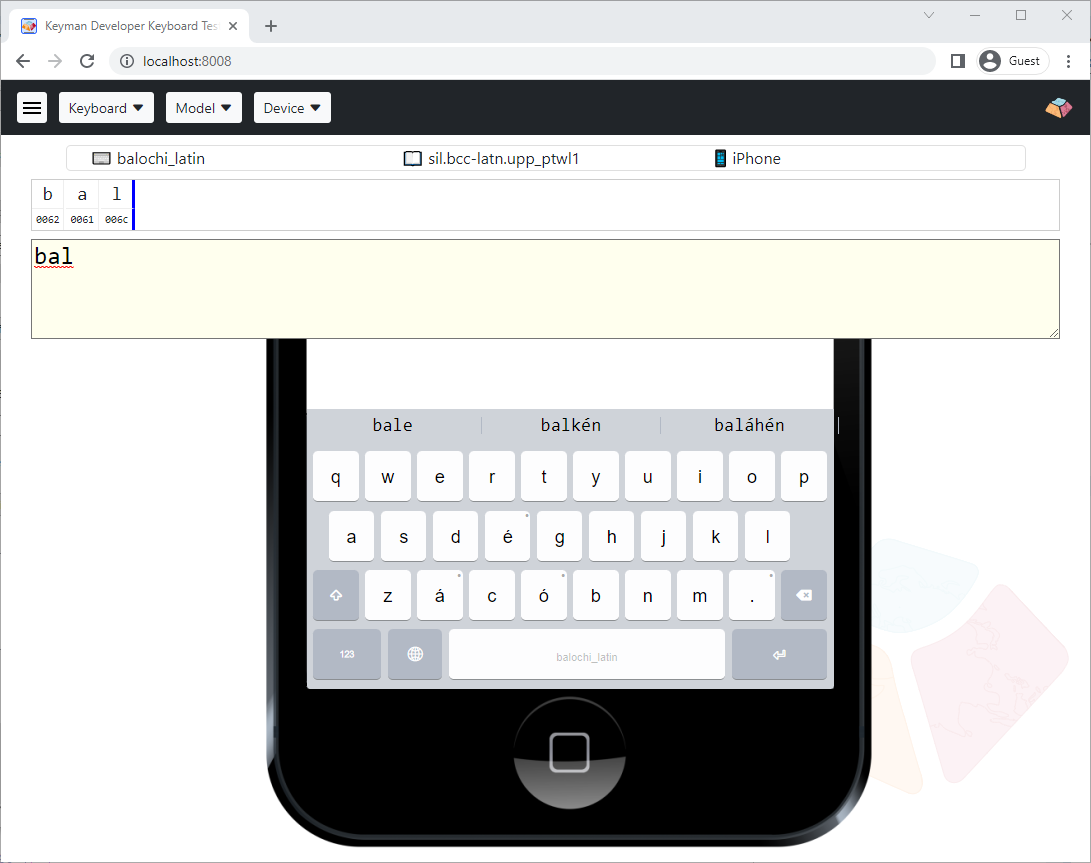 Keyman Developer Keyboard Tes
localhost:8008
Guest
Keyboard Model Device
balochi_latin sil.bcc-latn.upp_ptwl1 iPhone
b a l
0062 0061 006c
bal
bale balkén baláhén
q w e r t y u i o p
a s d é g h j k l
z á c ó b n m .
123 balochi_latin